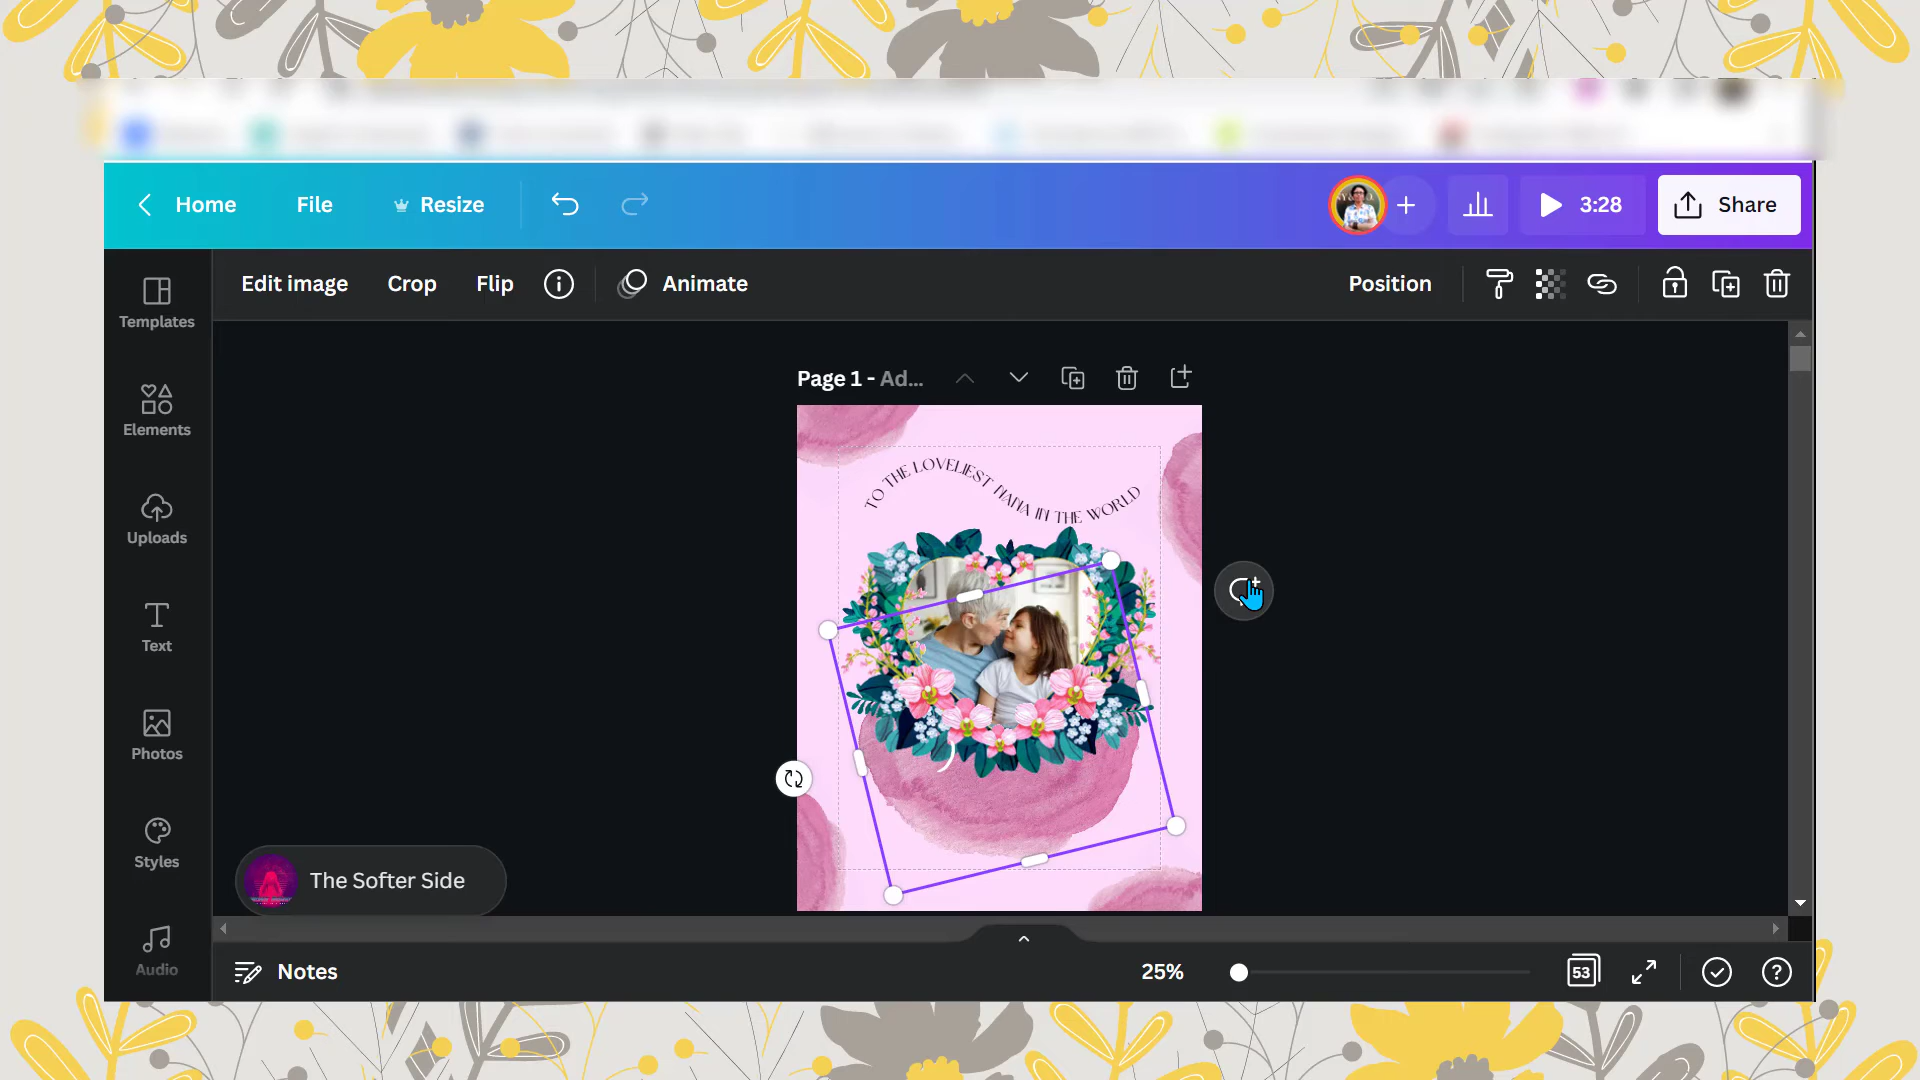 Home
File
Resize
3:28
Share
Edit image
Crop
Flip
Animate
Position
Templates
Elements
Uploads
Text
Photos
Styles
Audio
Page 1 - Ad...
TO THE LOVELIEST MAMA IN THE WORLD
The Softer Side
Notes
25%
53